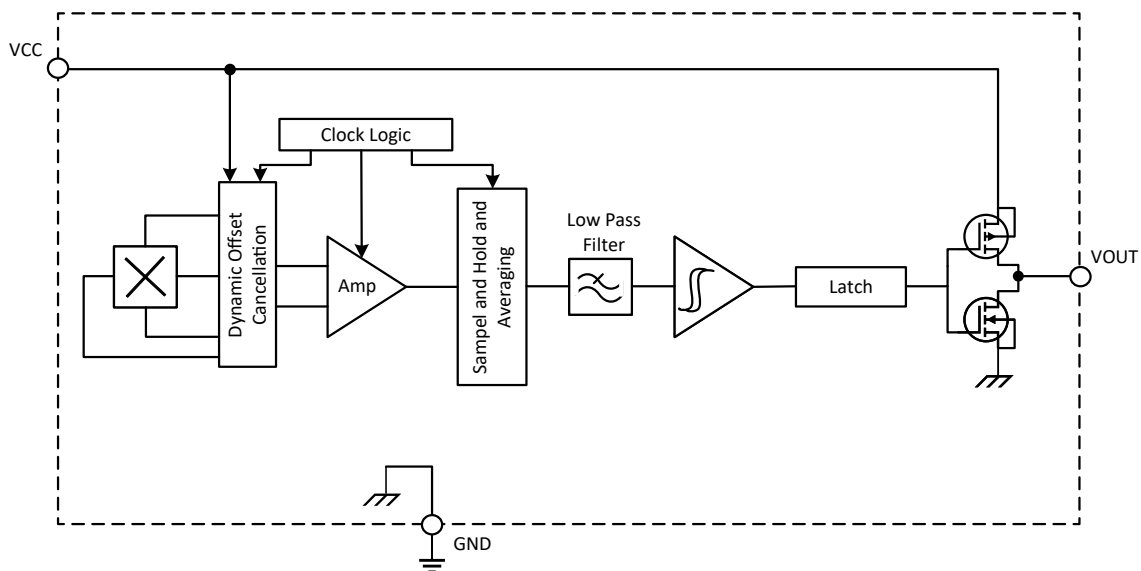 VCC
Clock Logic
Dynamic Offset
Cancellation
Amp
Sampel and Hold and
Averaging
Low Pass
Filter
Latch
VOUT
GND